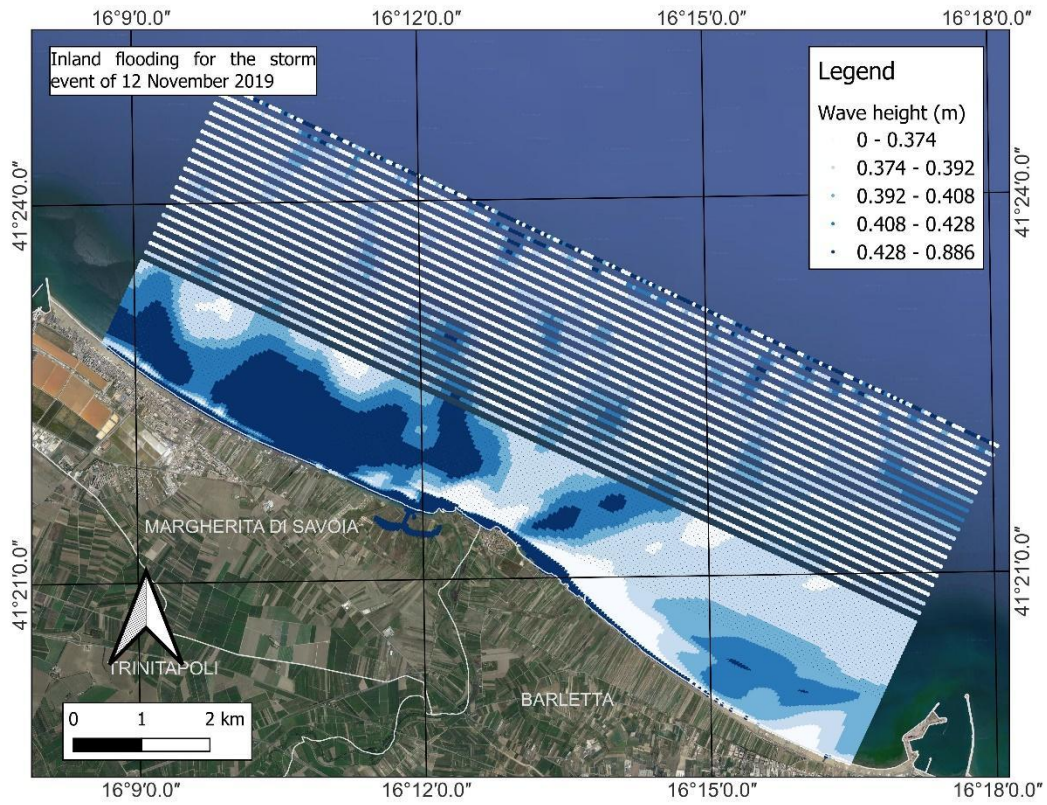 16°9'0.0"
16°12'0.0"
16°15'0.0"
16°18'0.0"
Inland flooding for the storm
event of 12 November 2019
Legend
Wave height (m)
0 - 0.374
0.374 - 0.392
0.392 - 0.408
0.408 - 0.428
0.428 - 0.886
41°24'0.0"
41°24'0.0"
MARGHERITA DI SAVOIA
41°21'0.0"
41°21'0.0"
TRINITAPOLI
BARLETTA
0 1 2 km
16°9'0.0"
16°12'0.0"
16°15'0.0"
16°18'0.0"